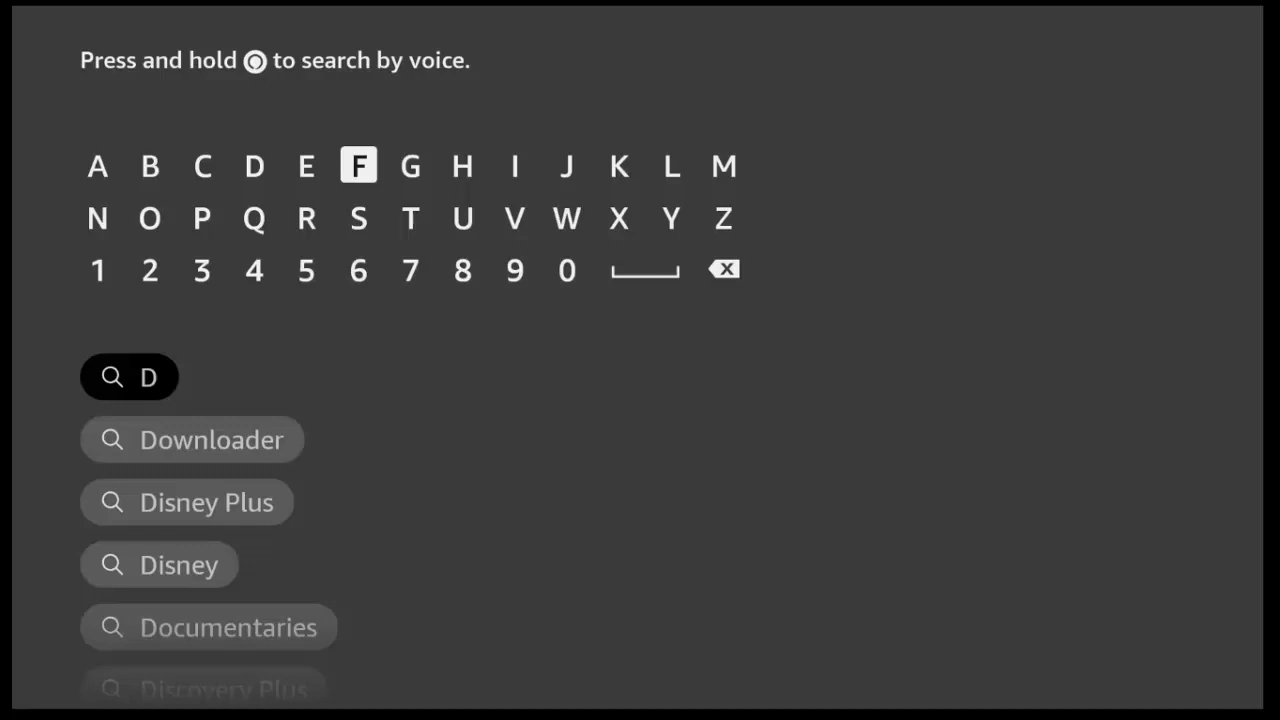 Press and hold to search by voice.
A B C D E F G H I J K L M
N O P Q R S T U V W X Y Z
1 2 3 4 5 6 7 8 9 0
D
Downloader
Disney Plus
Disney
Documentaries
Discovery Plus